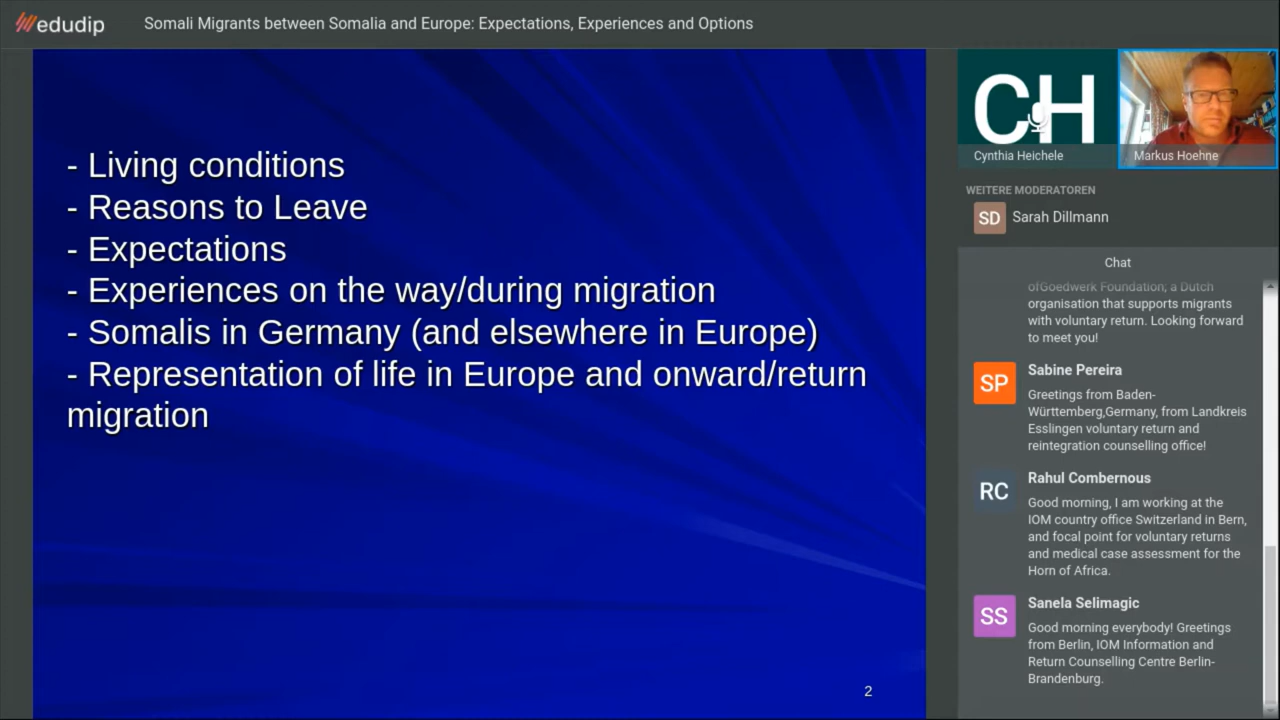 edudip
Somali Migrants between Somalia and Europe: Expectations, Experiences and Options
- Living conditions
- Reasons to Leave
- Expectations
- Experiences on the way/during migration
- Somalis in Germany (and elsewhere in Europe)
- Representation of life in Europe and onward/return
migration
2
CH
Cynthia Heichele
Markus Hoehne
WEITERE MODERATOREN
SD
Sarah Dillmann
Chat
ofGoedwerk Foundation; a Dutch
organisation that supports migrants
with voluntary return. Looking forward
to meet you!
SP
Sabine Pereira
Greetings from Baden-
Württemberg,Germany, from Landkreis
Esslingen voluntary return and
reintegration counselling office!
RC
Rahul Combernous
Good morning, I am working at the
IOM country office Switzerland in Bern,
and focal point for voluntary returns
and medical case assessment for the
Horn of Africa.
SS
Sanela Selimagic
Good morning everybody! Greetings
from Berlin, IOM Information and
Return Counselling Centre Berlin-
Brandenburg.